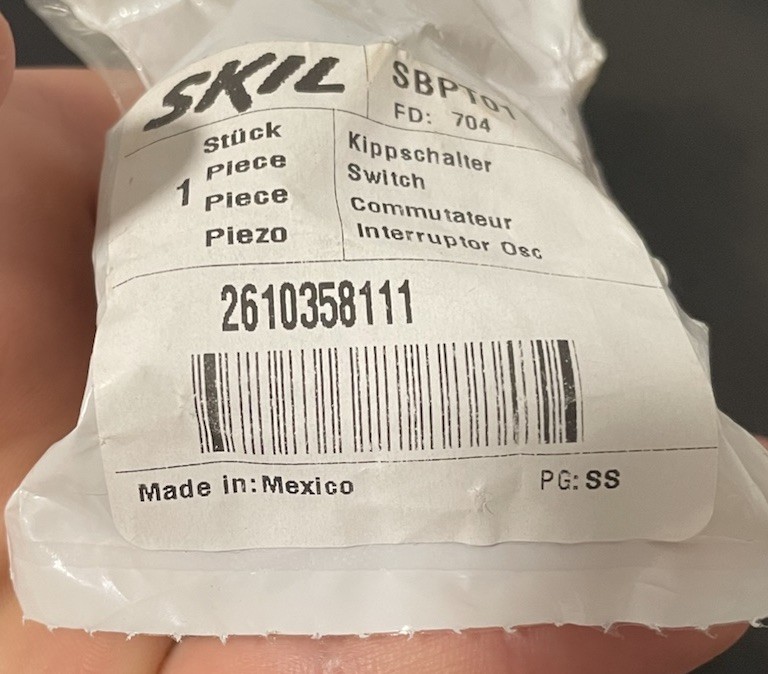 SKIL
SBPT01
FD: 704
Stück
Piece
1 Piece
Piezo
Kippschalter
Switch
Commutateur
Interruptor Osc
2610358111
Made in:Mexico
PG:SS